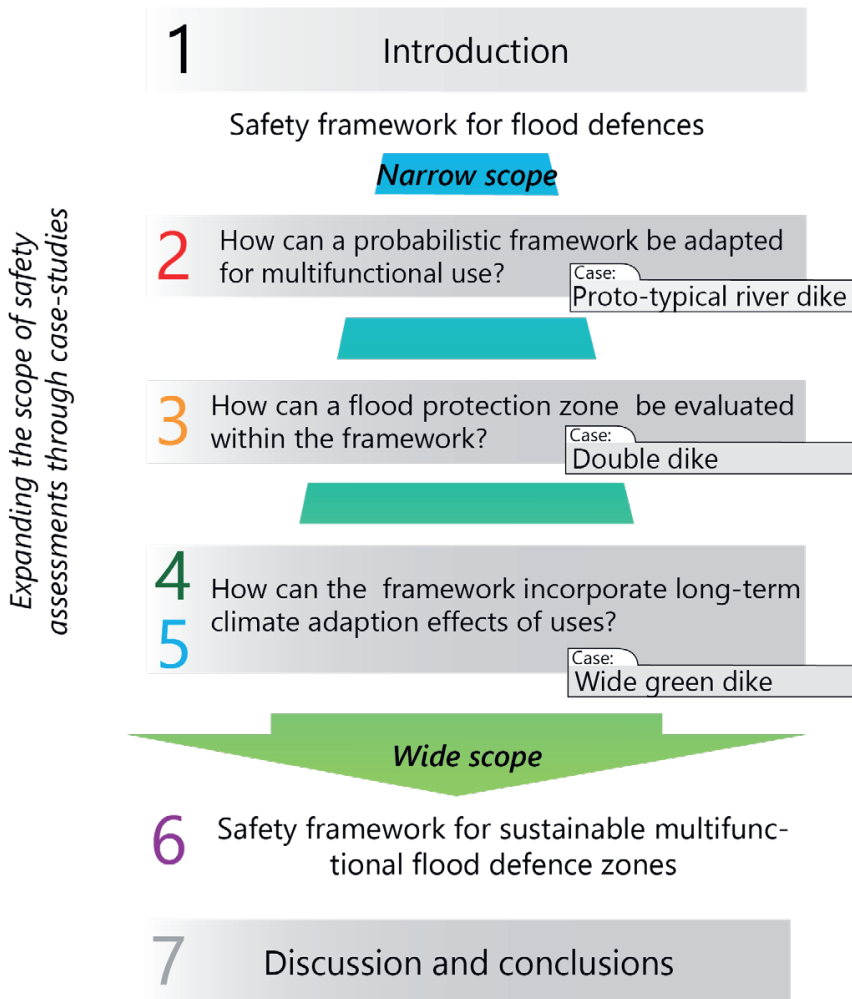 1
Introduction
Safety framework for flood defences
Narrow scope
Expanding the scope of safety
assessments through case-studies
2
How can a probabilistic framework be adapted
for multifunctional use?
Case:
Proto-typical river dike
3
How can a flood protection zone be evaluated
within the framework?
Case:
Double dike
4
5
How can the framework incorporate long-term
climate adaption effects of uses?
Case:
Wide green dike
Wide scope
6
Safety framework for sustainable multifunc-
tional flood defence zones
7
Discussion and conclusions